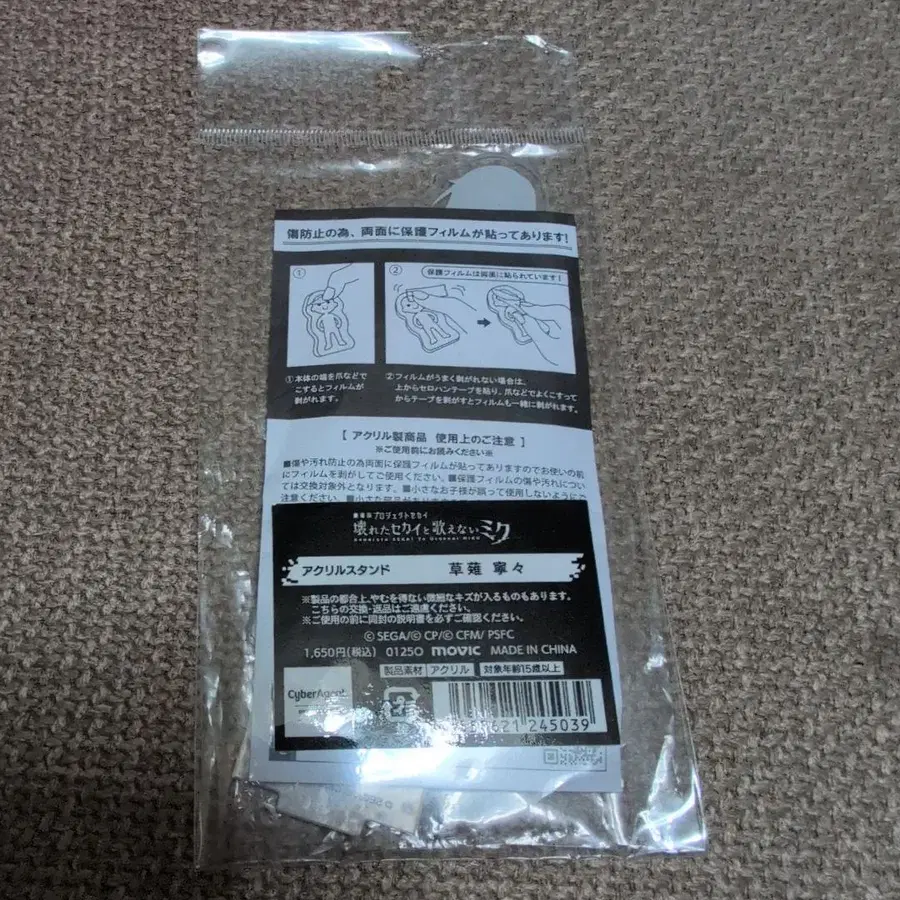 傷防止の為、両面に保護フィルムが貼ってあります!
①
②
保護フィルムは両面に貼られています!
①本体の端を爪などで
こするとフィルムが
剥がれます。
②フィルムがうまく剥がれない場合は、
上からセロハンテープを貼り、爪などでよくこすって
からテープを剥がすとフィルムも一緒に剥がれます。
【 アクリル製商品 使用上のご注意 】
※ご使用前にお読みください※
■傷や汚れ防止の為両面に保護フィルムが貼ってありますのでお使いの前
にフィルムを剥がしてご使用ください。■保護フィルムの傷や汚れについ
ては交換対象外となります。■小さなお子様が誤って使用しないようにご
注意ください。
劇場版プロジェクトセカイ
壊れたセカイと歌えないミク
アクリルスタンド 草薙 寧々
※製品の都合上、やむを得ない微細なキズが入るものもあります。
こちらの交換・返品はご遠慮ください。
※ご使用の前に同封の説明書を必ずご確認ください。
© SEGA/© CP/© CFM/ PSFC
1,650円(税込) 0125O movic MADE IN CHINA
製品素材 アクリル 対象年齢15歳以上
CyberAgent
621 245039